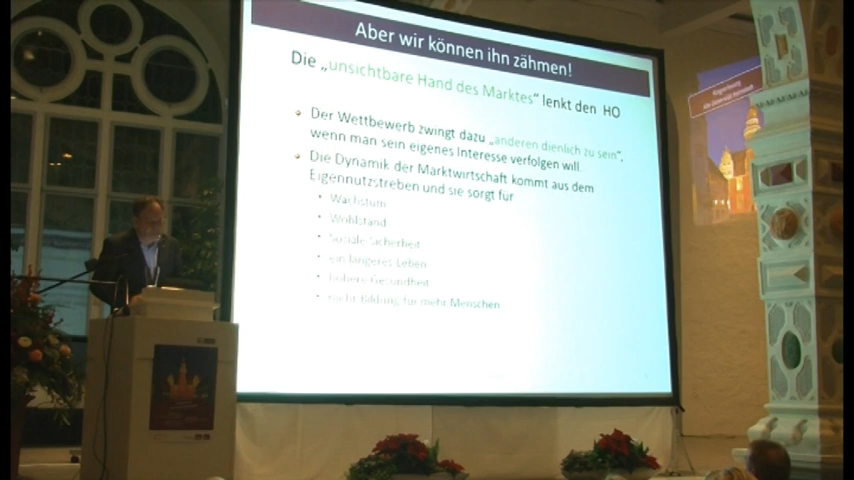 Aber wir können ihn zähmen!
Die „unsichtbare Hand des Marktes“ lenkt den HO
Der Wettbewerb zwingt dazu „anderen dienlich zu sein“,
wenn man sein eigenes Interesse verfolgen will.
Die Dynamik der Marktwirtschaft kommt aus dem
Eigennutzstreben und sie sorgt für
Wachstum
Wohlstand
Soziale Sicherheit
ein längeres Leben
höhere Gesundheit
mehr Bildung für mehr Menschen